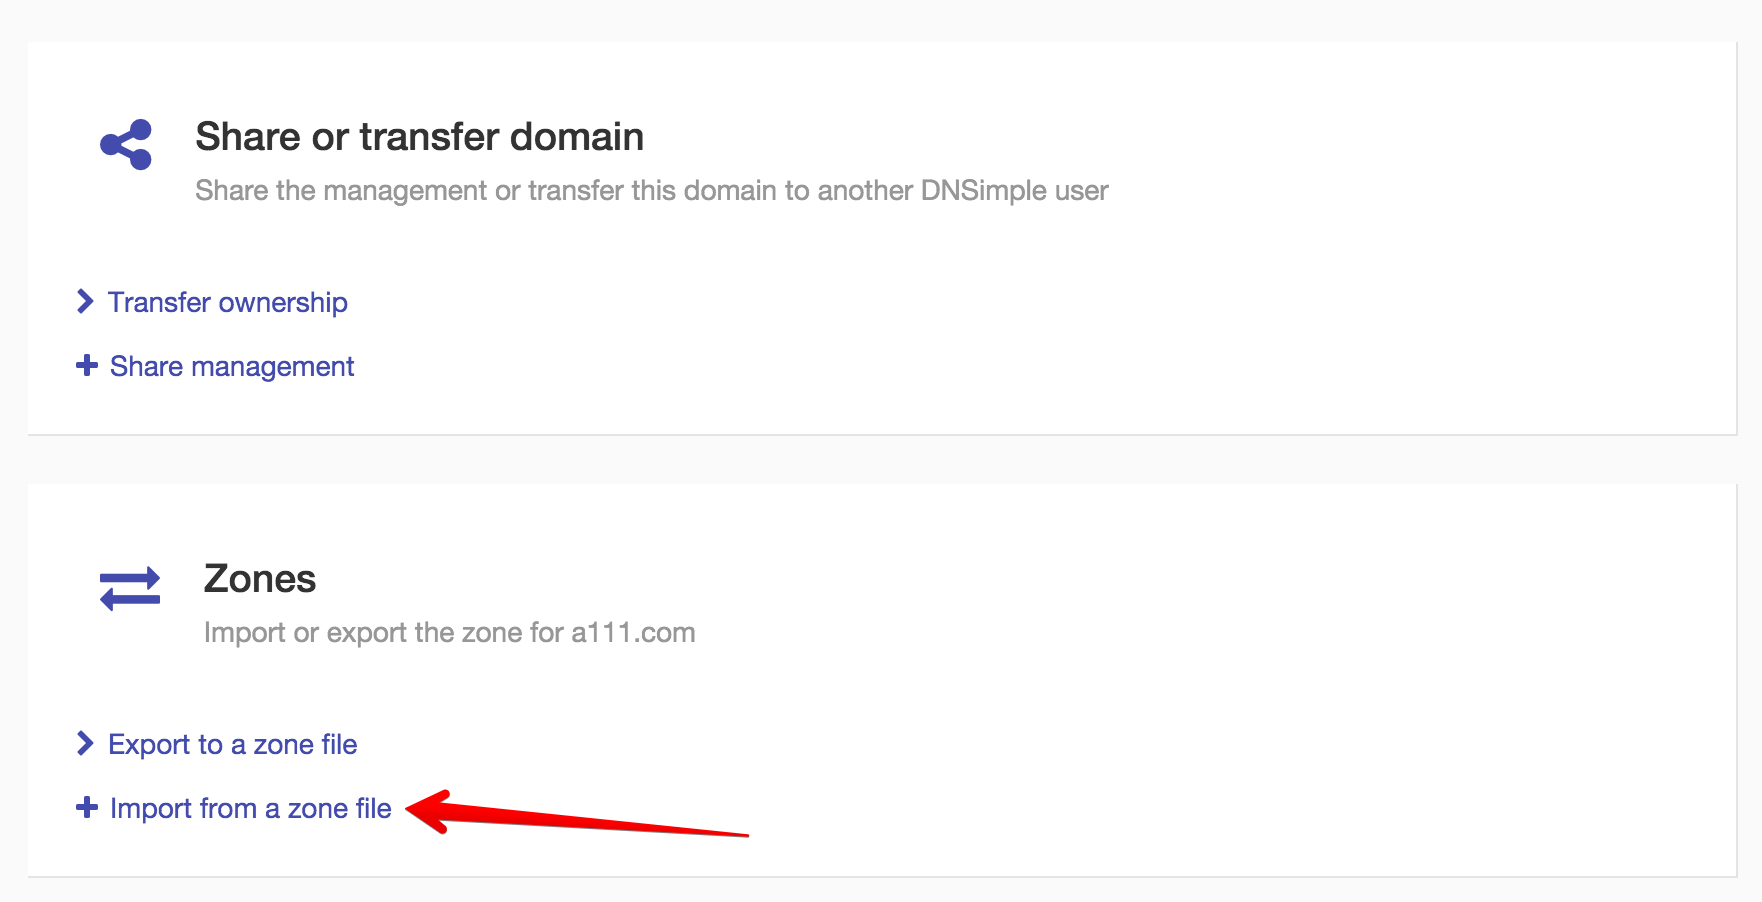 Share or transfer domain
Share the management or transfer this domain to another DNSimple user
Transfer ownership
Share management
Zones
Import or export the zone for a111.com
Export to a zone file
Import from a zone file